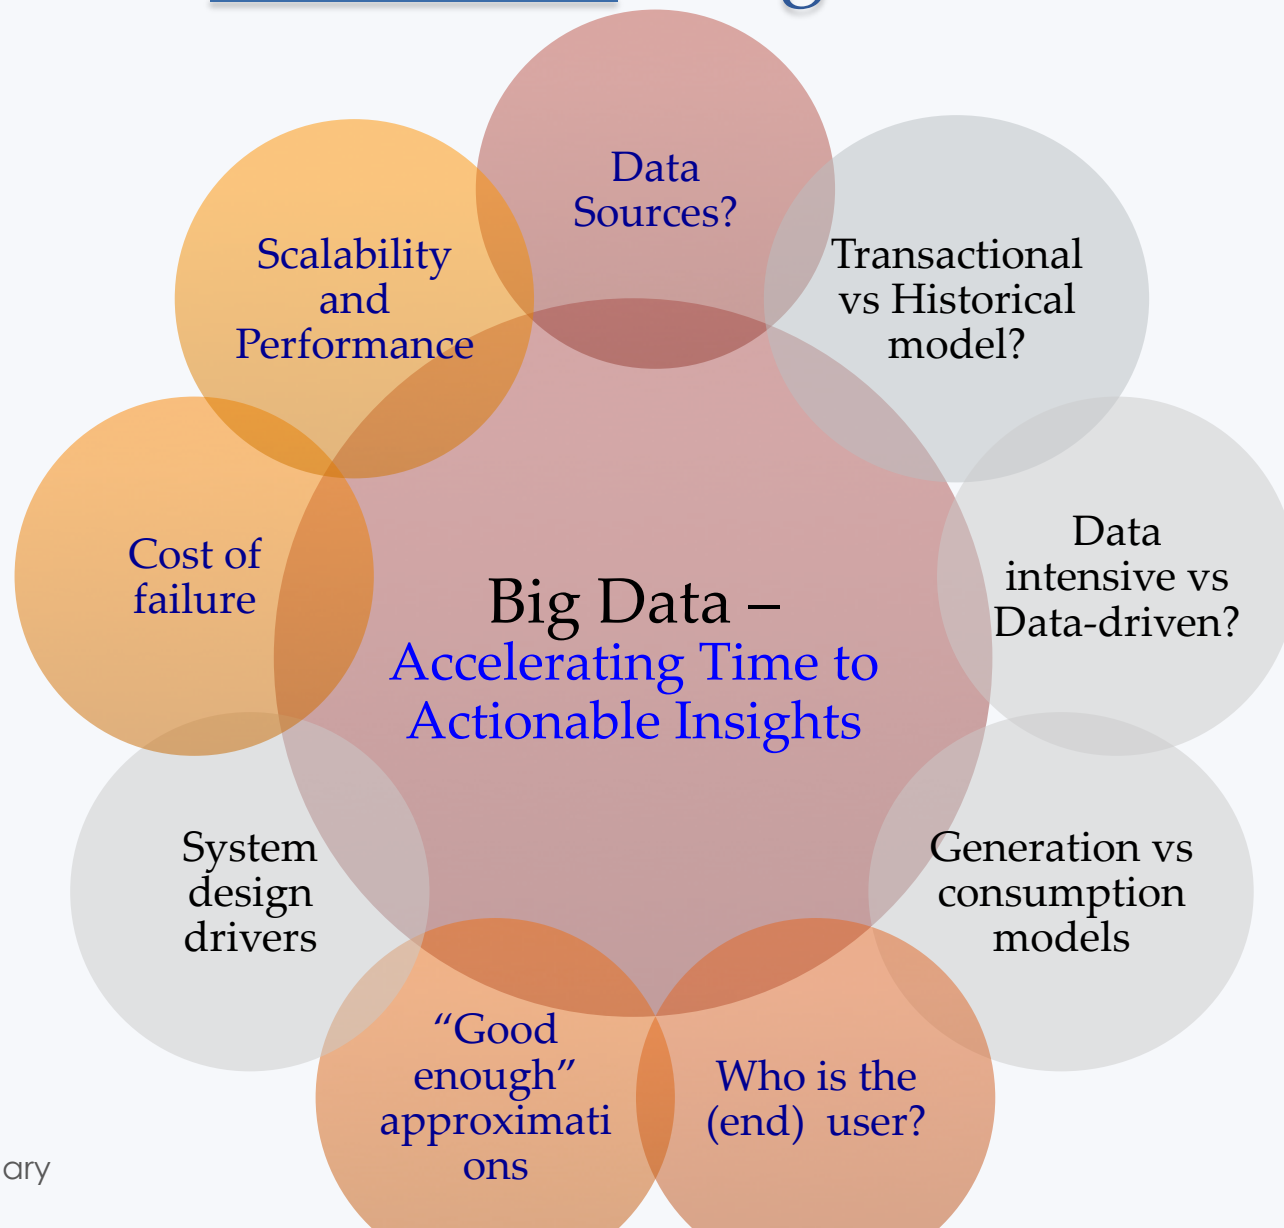 Data
Sources?
Transactional
vs Historical
model?
Data
intensive vs
Data-driven?
Generation vs
consumption
models
Who is the
(end) user?
“Good
enough”
approximati
ons
System
design
drivers
Cost of
failure
Scalability
and
Performance
Big Data –
Accelerating Time to
Actionable Insights
ary